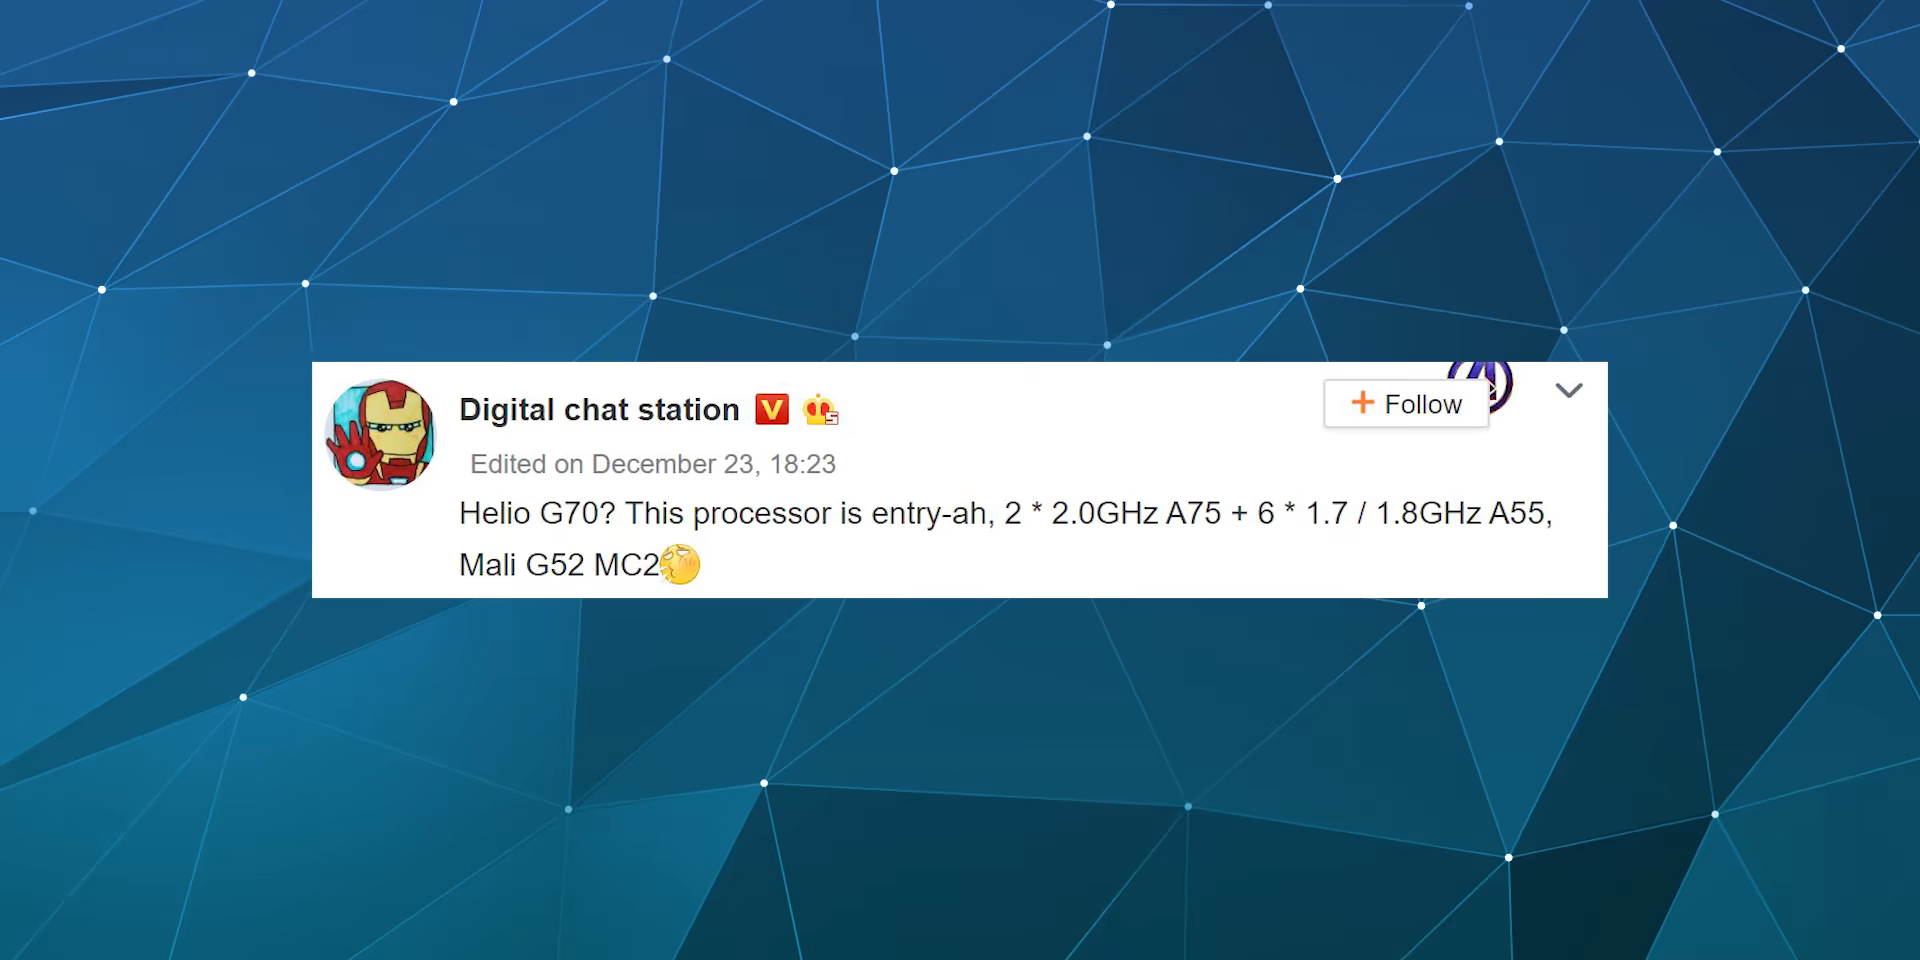 Digital chat station V 5
Follow
Edited on December 23, 18:23
Helio G70? This processor is entry-ah, 2 * 2.0GHz A75 + 6 * 1.7 / 1.8GHz A55,
Mali G52 MC2